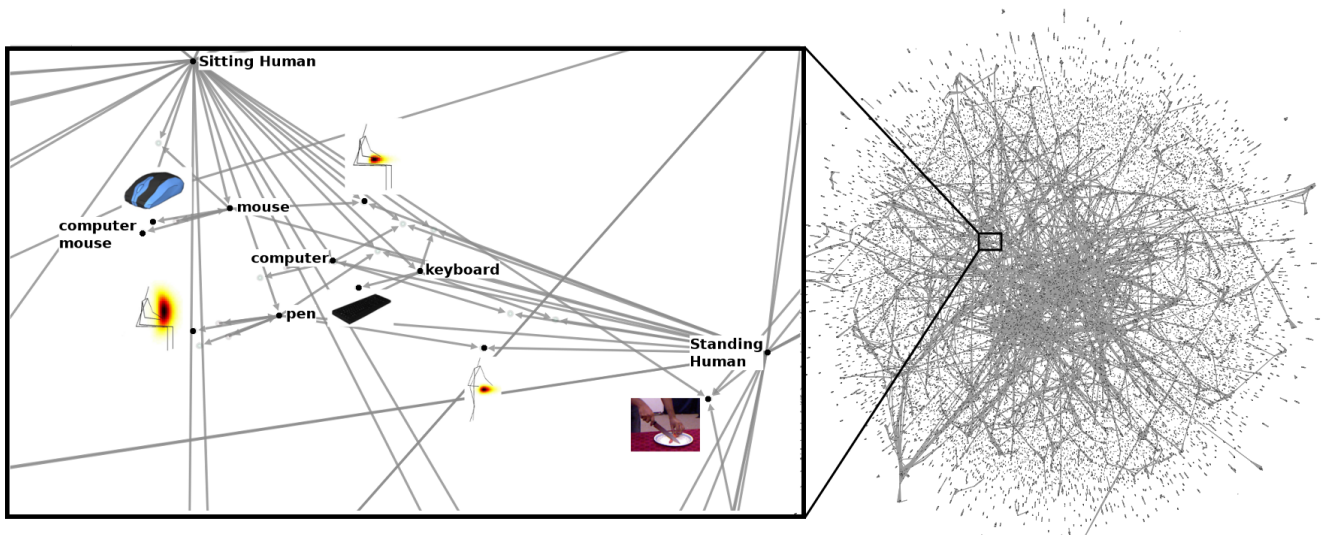 Sitting Human
mouse
computer
mouse
computer
keyboard
pen
Standing
Human